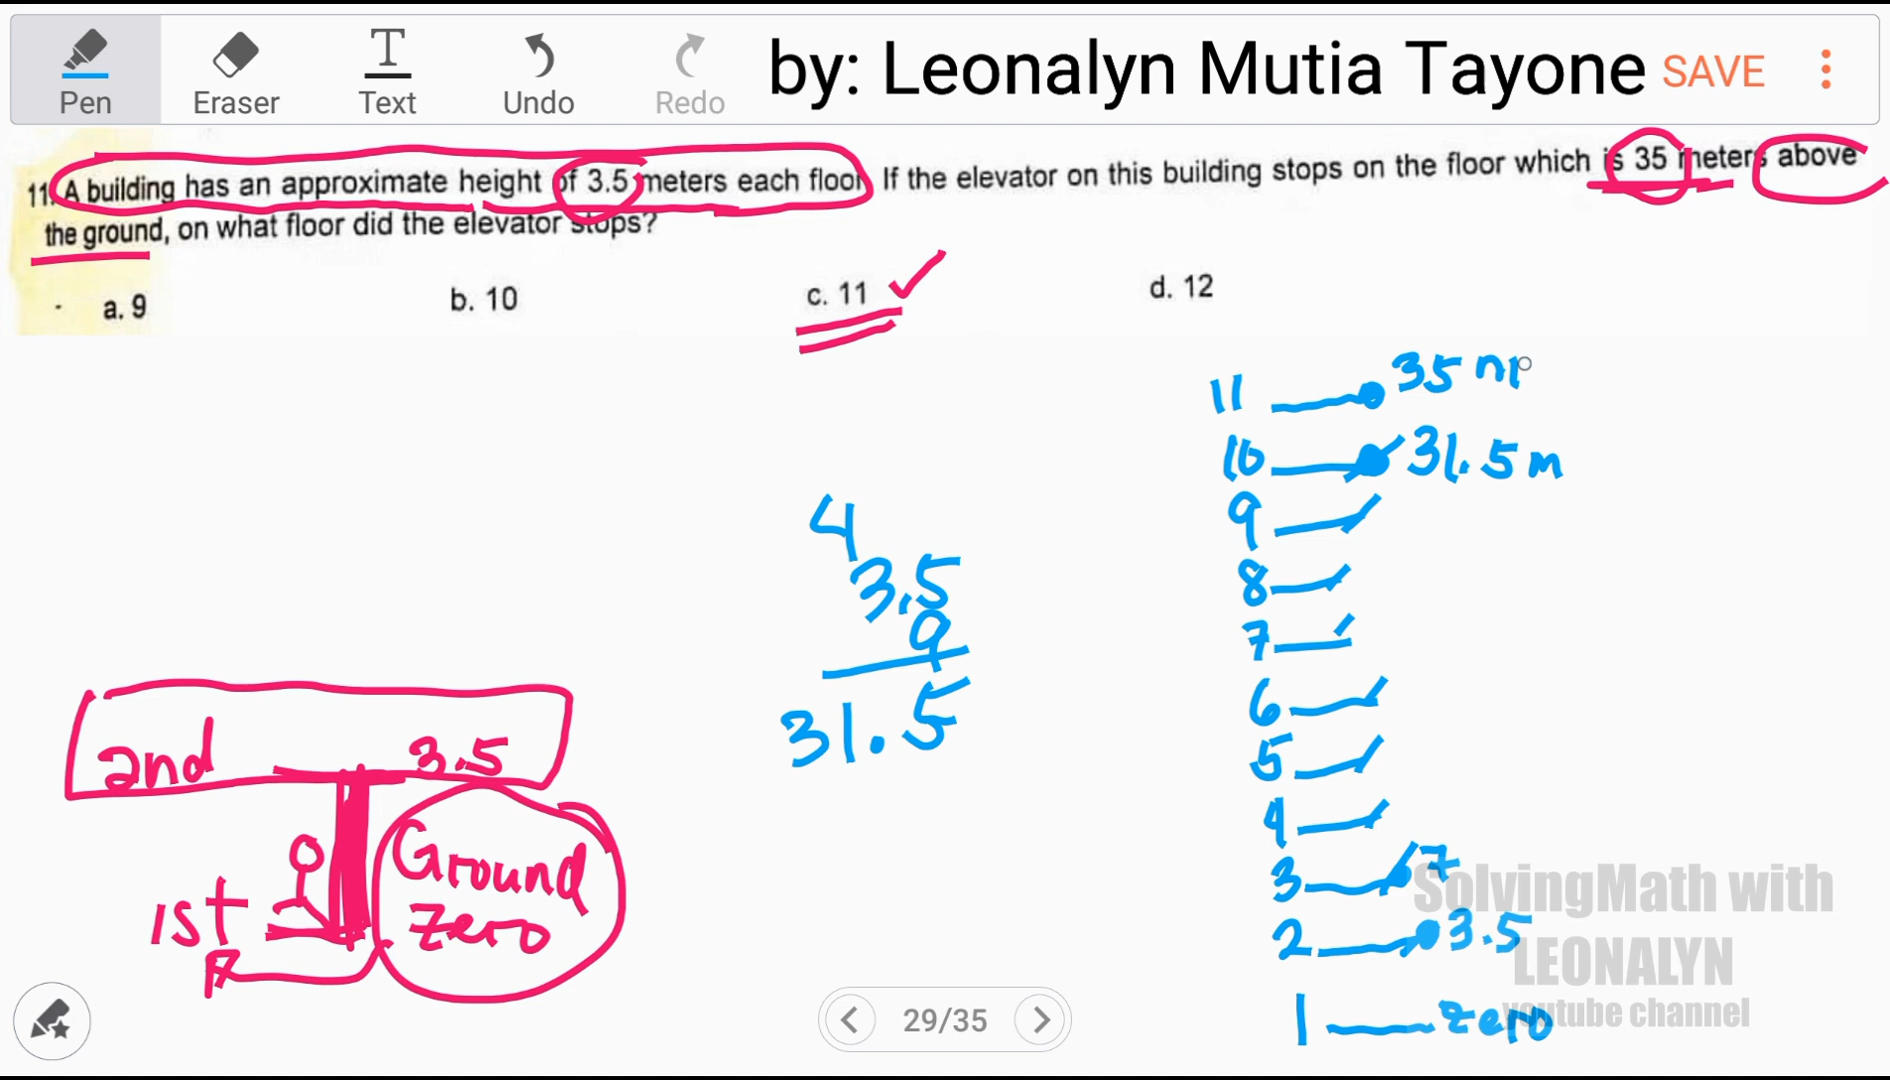 Pen
Eraser
T
Text
Undo
Redo
by: Leonalyn Mutia Tayone
SAVE
11. A building has an approximate height of 3.5 meters each floor. If the elevator on this building stops on the floor which is 35 meters above
the ground, on what floor did the elevator stops?
a. 9
b. 10
c. 11
d. 12
11 35 m
10 31.5 m
9
8
7
6
5
4
3 7
2 3.5
1 zero
4
3.5
9
31.5
2nd 3.5
1st
Ground
Zero
SolvingMath with
LEONALYN
youtube channel
29/35